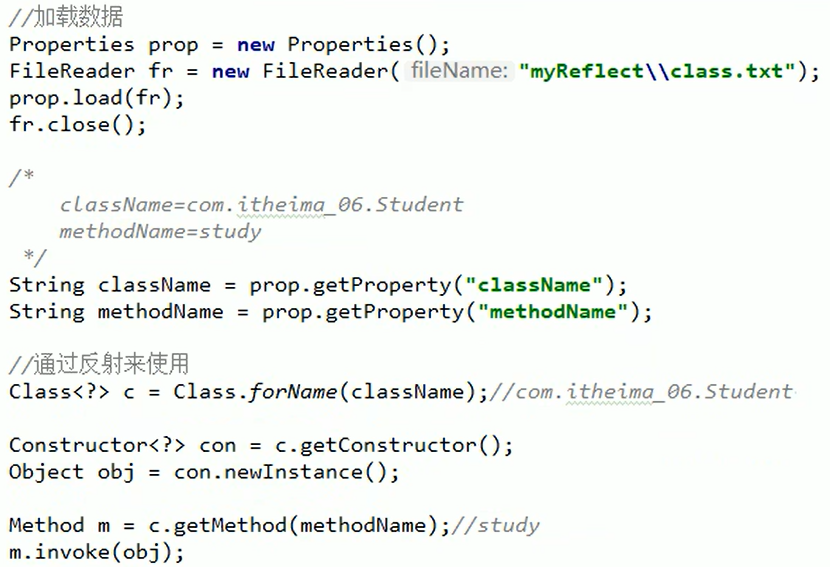 //加载数据
Properties prop = new Properties();
FileReader fr = new FileReader( fileName: "myReflect\\class.txt");
prop.load(fr);
fr.close();
/*
className=com.itheima_06.Student
methodName=study
*/
String className = prop.getProperty("className");
String methodName = prop.getProperty("methodName");
//通过反射来使用
Class<?> c = Class.forName(className);//com.itheima_06.Student
Constructor<?> con = c.getConstructor();
Object obj = con.newInstance();
Method m = c.getMethod(methodName);//study
m.invoke(obj);